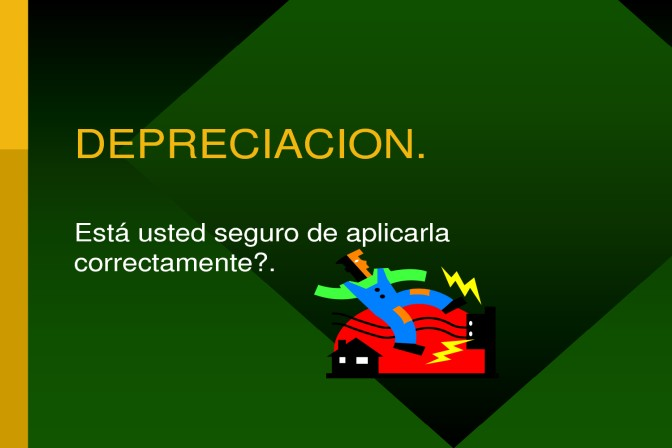 DEPRECIACION.
Está usted seguro de aplicarla
correctamente?.